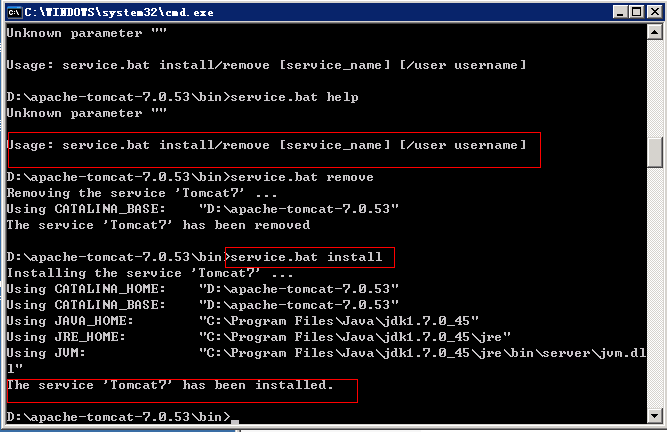 C:\WINDOWS\system32\cmd.exe
Unknown parameter ""
Usage: service.bat install/remove [service_name] [/user username]
D:\apache-tomcat-7.0.53\bin>service.bat help
Unknown parameter ""
Usage: service.bat install/remove [service_name] [/user username]
D:\apache-tomcat-7.0.53\bin>service.bat remove
Removing the service 'Tomcat7' ...
Using CATALINA_BASE:    "D:\apache-tomcat-7.0.53"
The service 'Tomcat7' has been removed
D:\apache-tomcat-7.0.53\bin>service.bat install
Installing the service 'Tomcat7' ...
Using CATALINA_HOME:    "D:\apache-tomcat-7.0.53"
Using CATALINA_BASE:    "D:\apache-tomcat-7.0.53"
Using JAVA_HOME:        "C:\Program Files\Java\jdk1.7.0_45"
Using JRE_HOME:         "C:\Program Files\Java\jdk1.7.0_45\jre"
Using JVM:              "C:\Program Files\Java\jdk1.7.0_45\jre\bin\server\jvm.dl
l"
The service 'Tomcat7' has been installed.
D:\apache-tomcat-7.0.53\bin>_